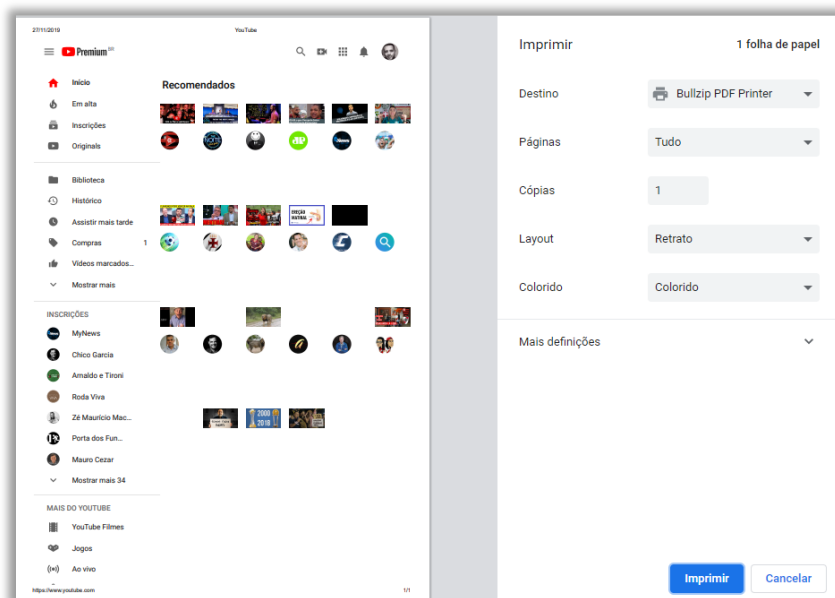 27/11/2019
YouTube
Premium BR
Início
Em alta
Inscrições
Originals
Biblioteca
Histórico
Assistir mais tarde
Compras 1
Vídeos marcados...
Mostrar mais
INSCRIÇÕES
MyNews
Chico Garcia
Arnaldo e Tironi
Roda Viva
Zé Maurício Mac...
Porta dos Fun...
Mauro Cezar
Mostrar mais 34
MAIS DO YOUTUBE
YouTube Filmes
Jogos
Ao vivo
Recomendados
JP
2000
2018
https://www.youtube.com
1/1
Imprimir
1 folha de papel
Destino
Bullzip PDF Printer
Páginas
Tudo
Cópias
1
Layout
Retrato
Colorido
Colorido
Mais definições
Imprimir
Cancelar